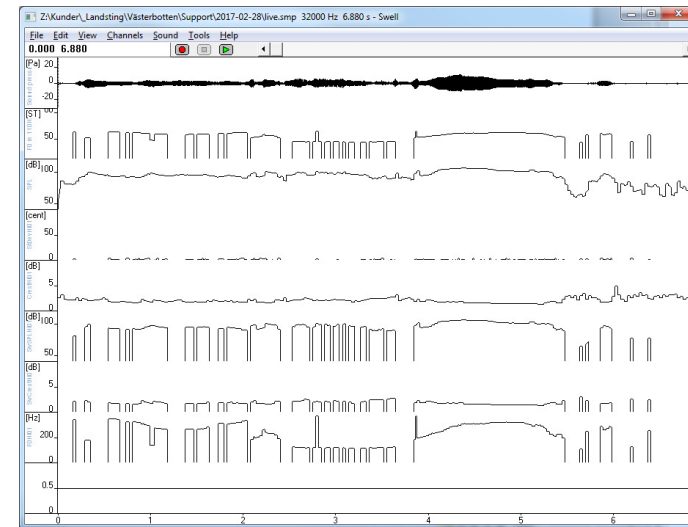 Z:\Kunder\_Landsting\Västerbotten\Support\2017-02-28\live.smp 32000 Hz 6.880 s - Swell
File Edit View Channels Sound Tools Help
0.000 6.880
[Pa] 20
0
-20
[ST]
50
[dB] 100
SPL
50
[cent]
50
0
[dB]
5
0
[dB] 100
50
[dB]
5
0
[Hz]
200
0
0.5
0
0 1 2 3 4 5 6